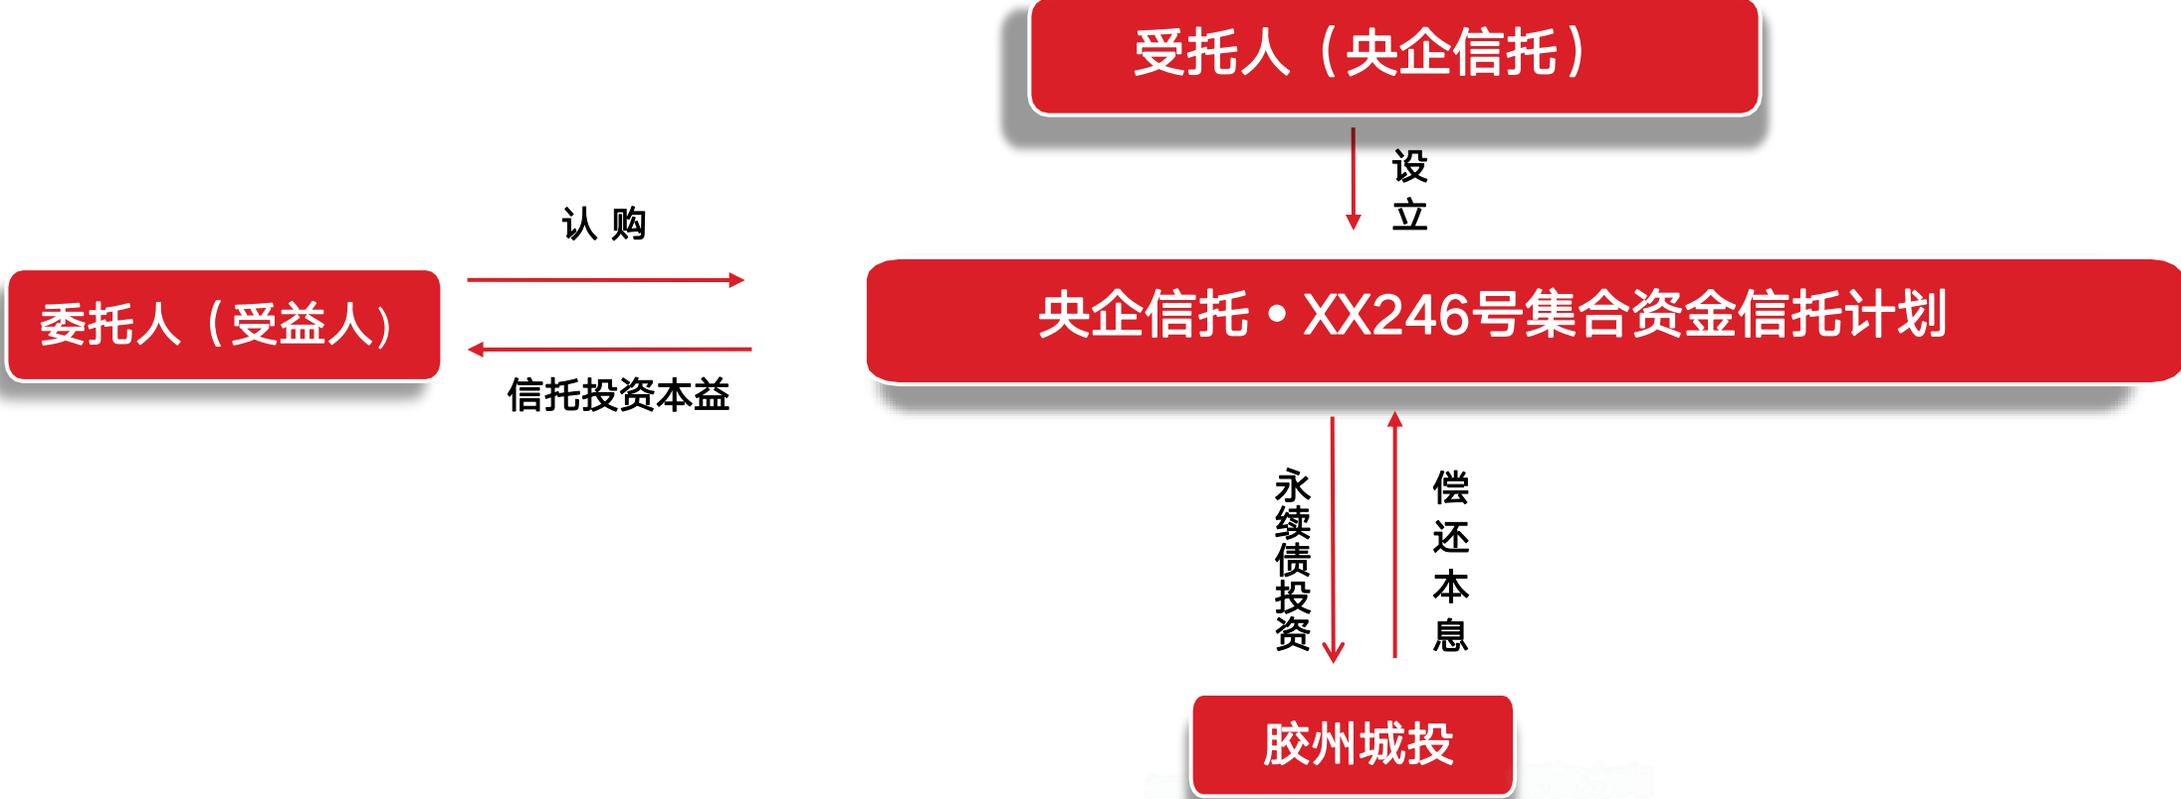 受托人（央企信托）
设
立
认 购
委托人（受益人）
央企信托•XX246号集合资金信托计划
信托投资本益
永续债投资
偿还本息
胶州城投